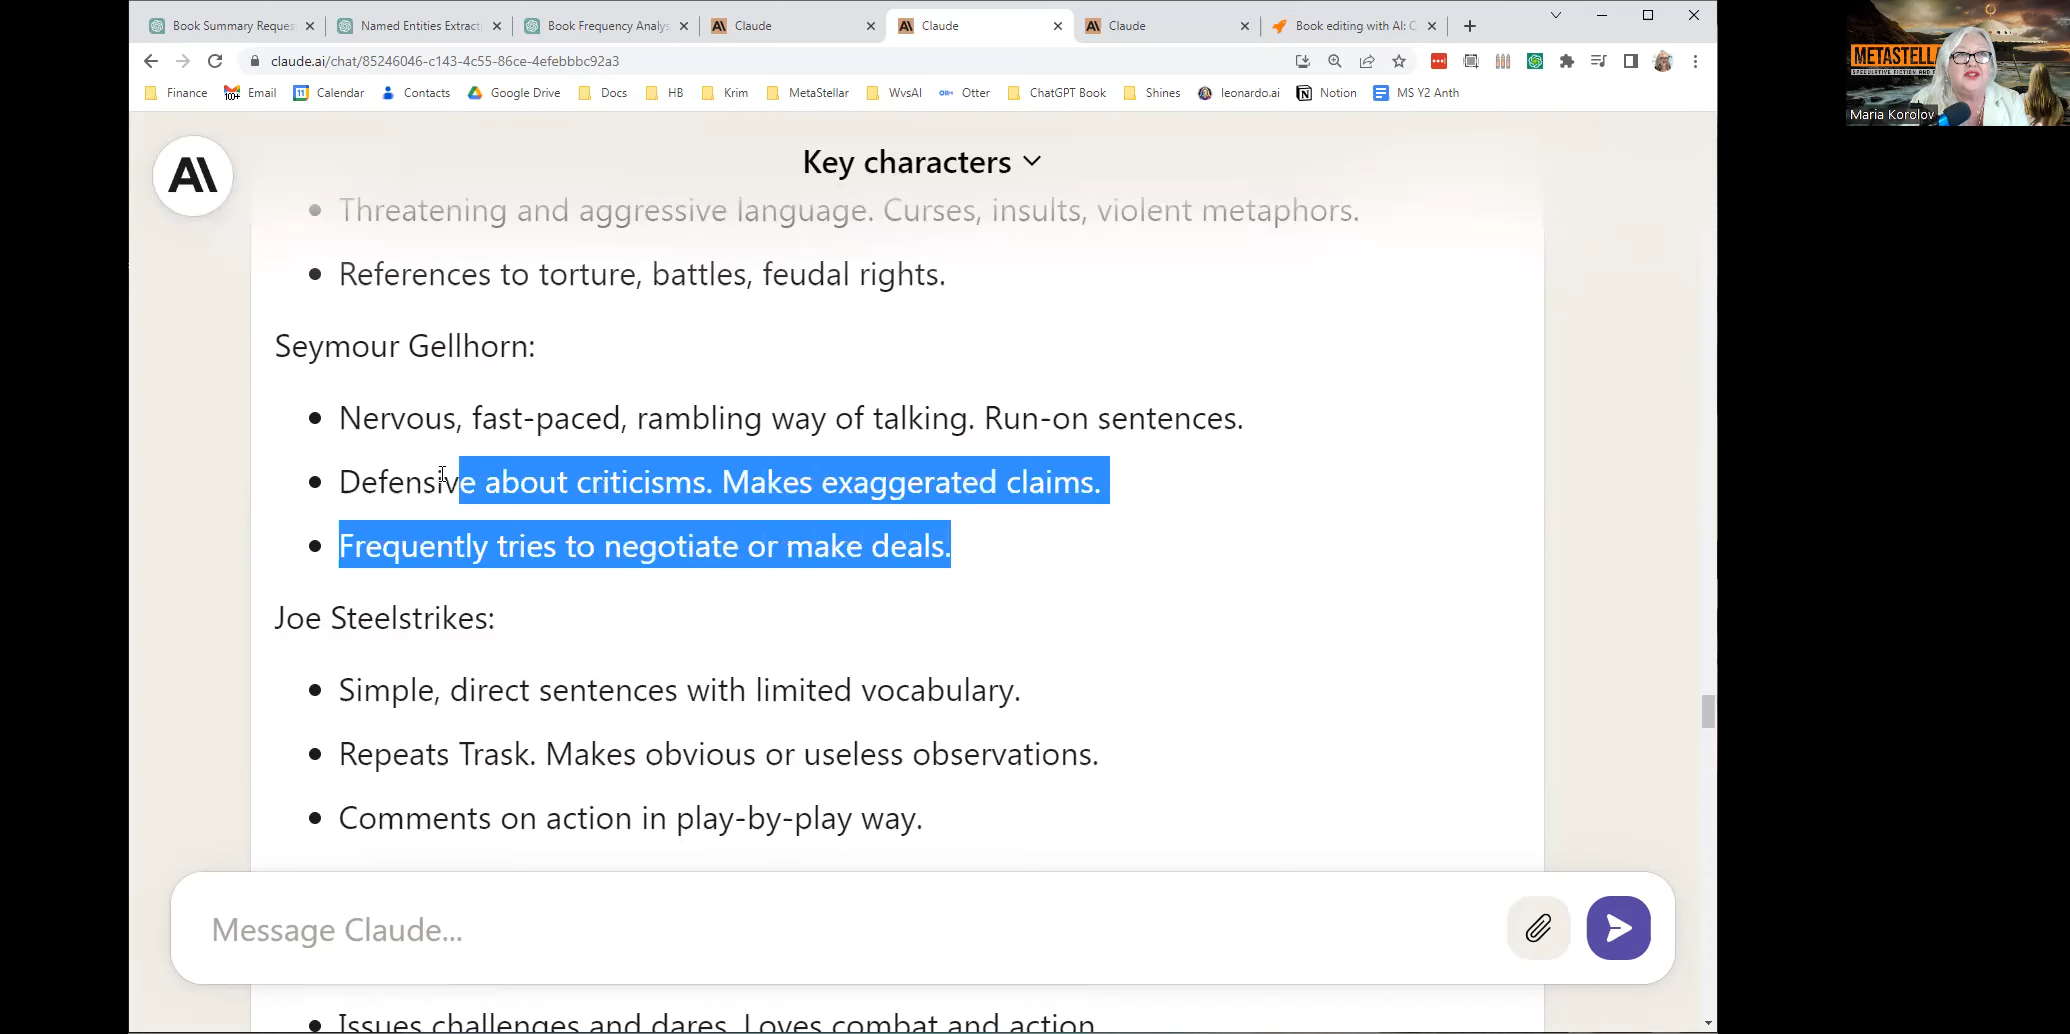 Book Summary Reques
Named Entities Extract
Book Frequency Analys
Claude
Claude
Claude
Book editing with AI: C
claude.ai/chat/85246046-c143-4c55-86ce-4efebbbc92a3
Finance
100+ Email
Calendar
Contacts
Google Drive
Docs
HB
Krim
MetaStellar
WvsAI
Otter
ChatGPT Book
Shines
leonardo.ai
Notion
MS Y2 Anth
METASTELLA
Maria Korolov
Key characters
Threatening and aggressive language. Curses, insults, violent metaphors.
References to torture, battles, feudal rights.
Seymour Gellhorn:
Nervous, fast-paced, rambling way of talking. Run-on sentences.
Defensive about criticisms. Makes exaggerated claims.
Frequently tries to negotiate or make deals.
Joe Steelstrikes:
Simple, direct sentences with limited vocabulary.
Repeats Trask. Makes obvious or useless observations.
Comments on action in play-by-play way.
Message Claude...
Issues challenges and dares. Loves combat and action